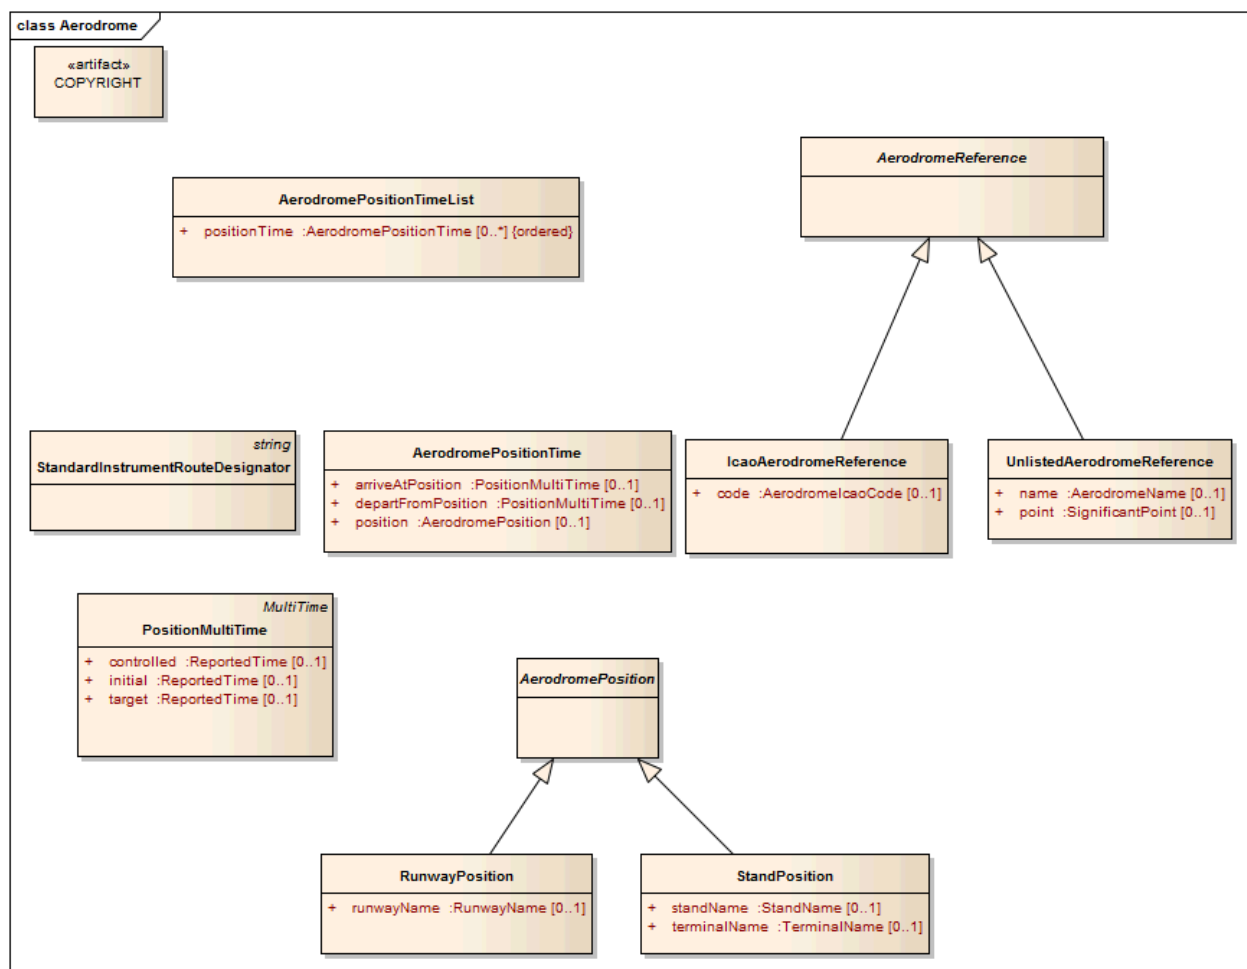 class Aerodrome
«artifact»
COPYRIGHT
AerodromeReference
AerodromePositionTimeList
+ positionTime :AerodromePositionTime [0..*] {ordered}
string
StandardInstrumentRouteDesignator
AerodromePositionTime
+ arriveAtPosition :PositionMultiTime [0..1]
+ departFromPosition :PositionMultiTime [0..1]
+ position :AerodromePosition [0..1]
IcaoAerodromeReference
+ code :AerodromeIcaoCode [0..1]
UnlistedAerodromeReference
+ name :AerodromeName [0..1]
+ point :SignificantPoint [0..1]
MultiTime
PositionMultiTime
+ controlled :ReportedTime [0..1]
+ initial :ReportedTime [0..1]
+ target :ReportedTime [0..1]
AerodromePosition
RunwayPosition
+ runwayName :RunwayName [0..1]
StandPosition
+ standName :StandName [0..1]
+ terminalName :TerminalName [0..1]